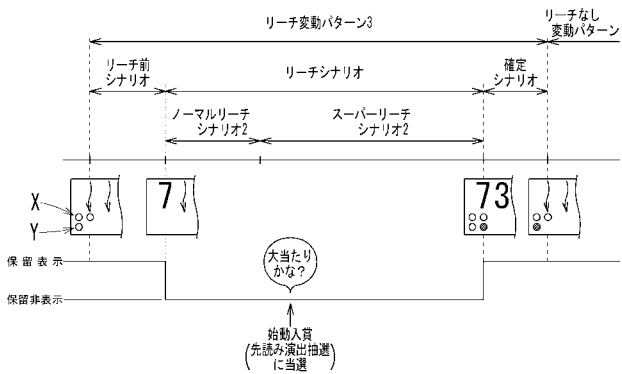 リーチ変動パターン3
リーチなし
変動パターン
リーチ前
シナリオ
リーチシナリオ
確定
シナリオ
ノーマルリーチ
シナリオ2
スーパーリーチ
シナリオ2
X
Y
7
73
保留表示
保留非表示
大当たり
かな?
始動入賞
(先読み演出抽選
に当選)